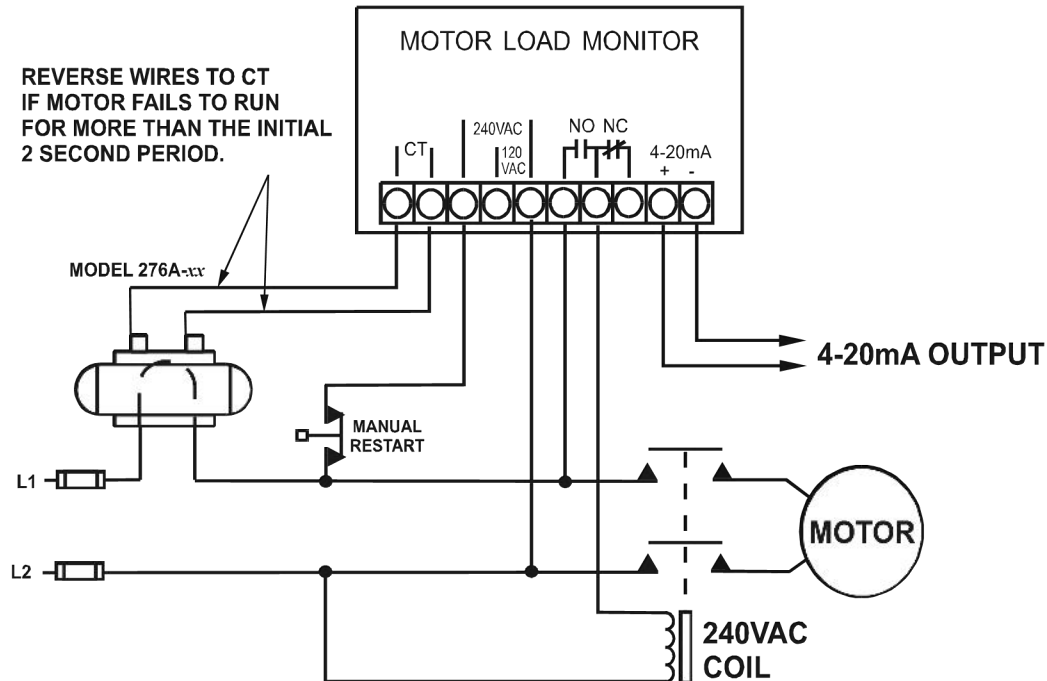 MOTOR LOAD MONITOR
REVERSE WIRES TO CT
IF MOTOR FAILS TO RUN
FOR MORE THAN THE INITIAL
2 SECOND PERIOD.
CT
240VAC
120
VAC
NO NC
4-20mA
+ -
MODEL 276A-xx
4-20mA OUTPUT
MANUAL
RESTART
L1
MOTOR
L2
240VAC
COIL